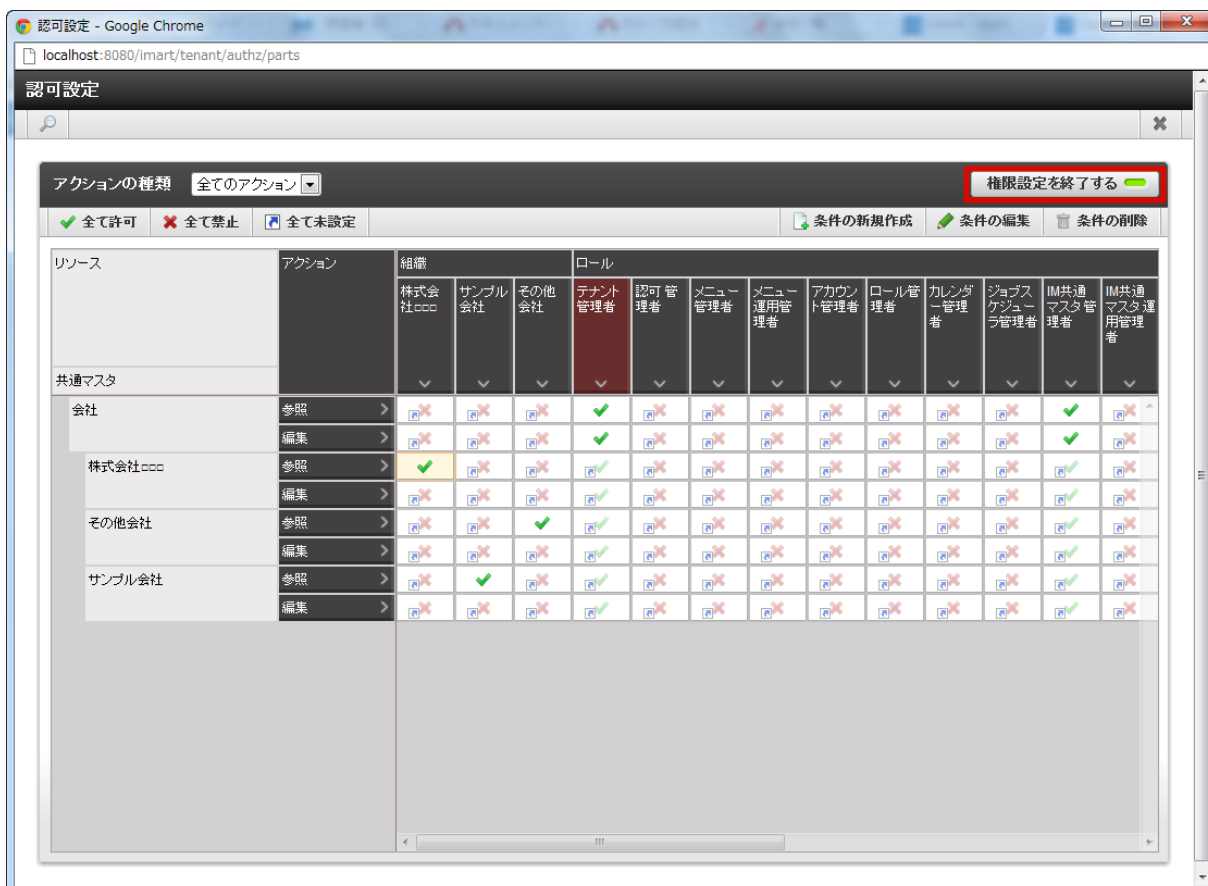 認可設定 - Google Chrome
localhost:8080/imart/tenant/authz/parts
認可設定
アクションの種類 全てのアクション 権限設定を終了する
全て許可 全て禁止 全て未設定 条件の新規作成 条件の編集 条件の削除
リソース アクション 組織 ロール
株式会社□□□ サンプル会社 その他会社 テナント管理者 認可管理者 メニュー管理者 メニュー運用管理者 アカウント管理者 ロール管理者 カレンダー管理者 ジョブスケジューラ管理者 IM共通マスタ管理者 IM共通マスタ運用管理者
共通マスタ
会社 参照
編集
株式会社□□□ 参照
編集
その他会社 参照
編集
サンプル会社 参照
編集